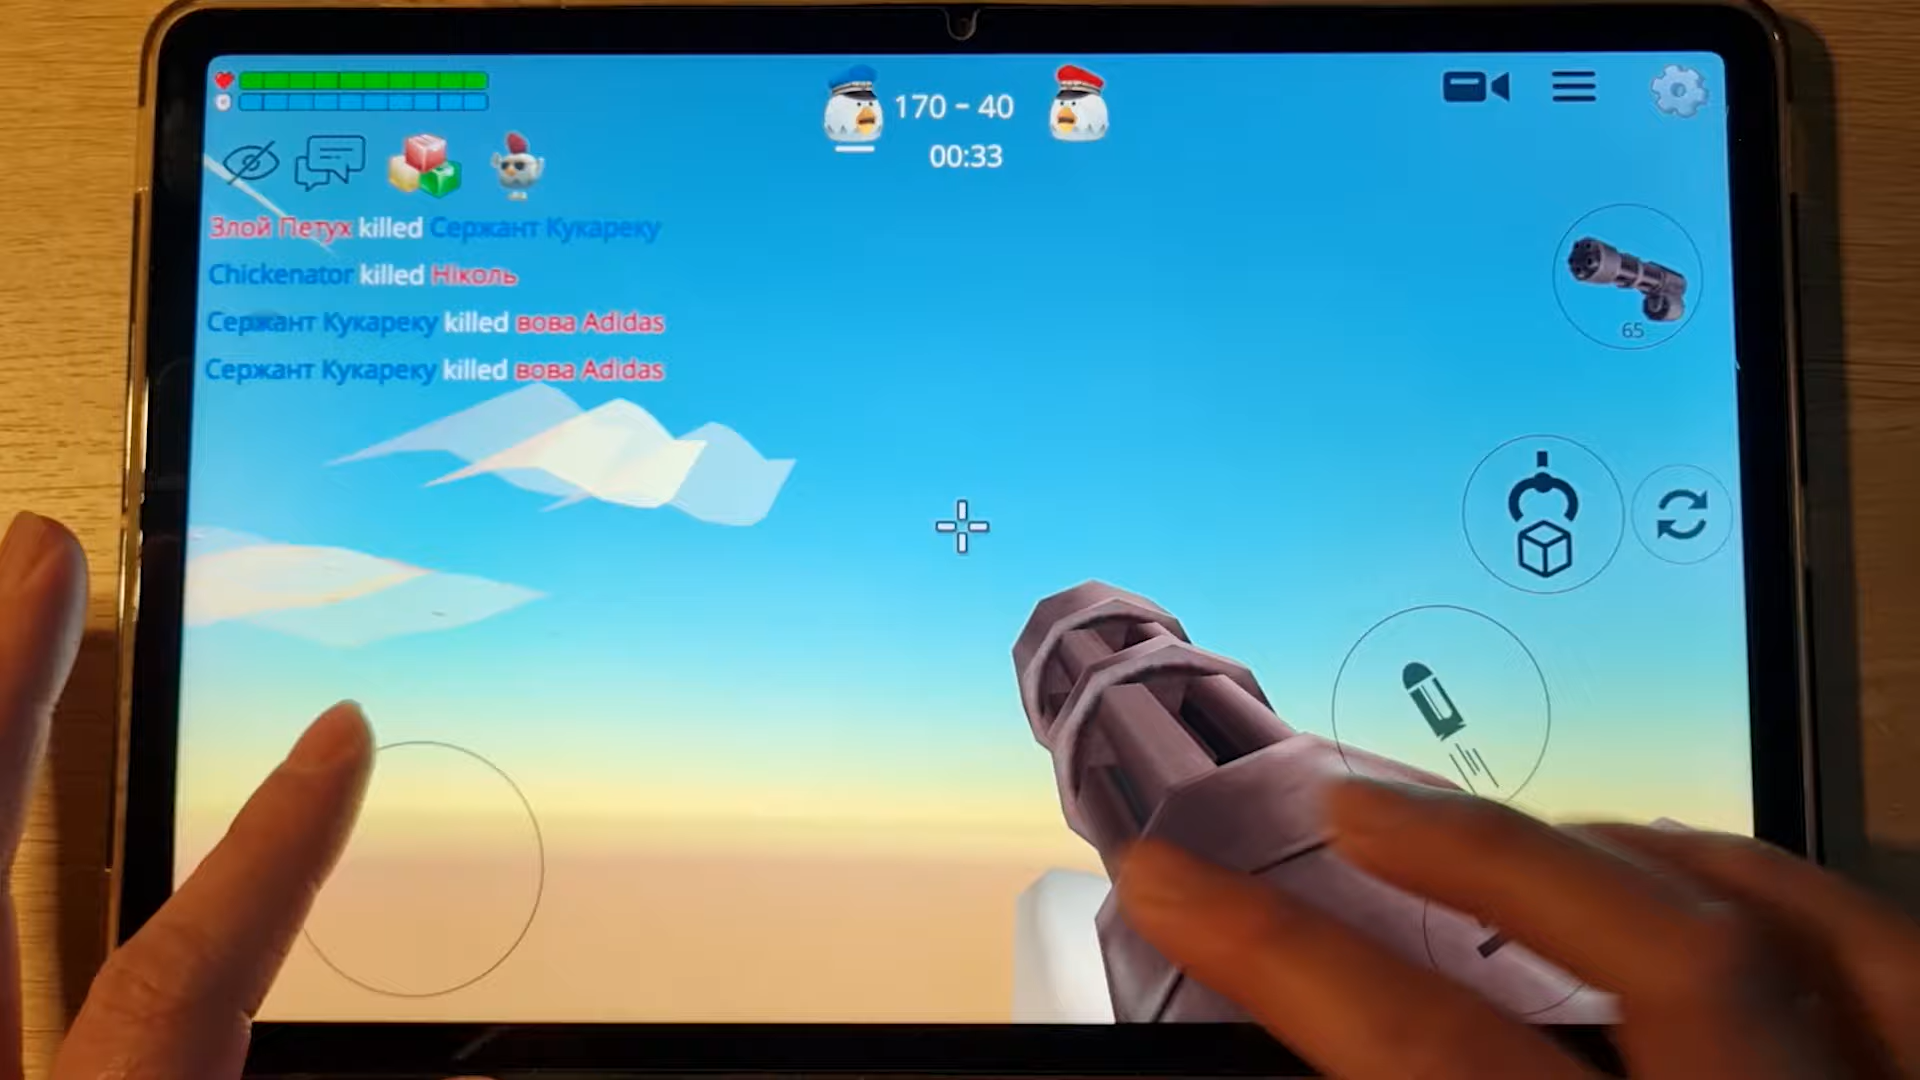 170 - 40
00:33
Злой Петух killed Сержант Кукареку
Chickenator killed Ніколь
Сержант Кукареку killed вова Adidas
Сержант Кукареку killed вова Adidas
65